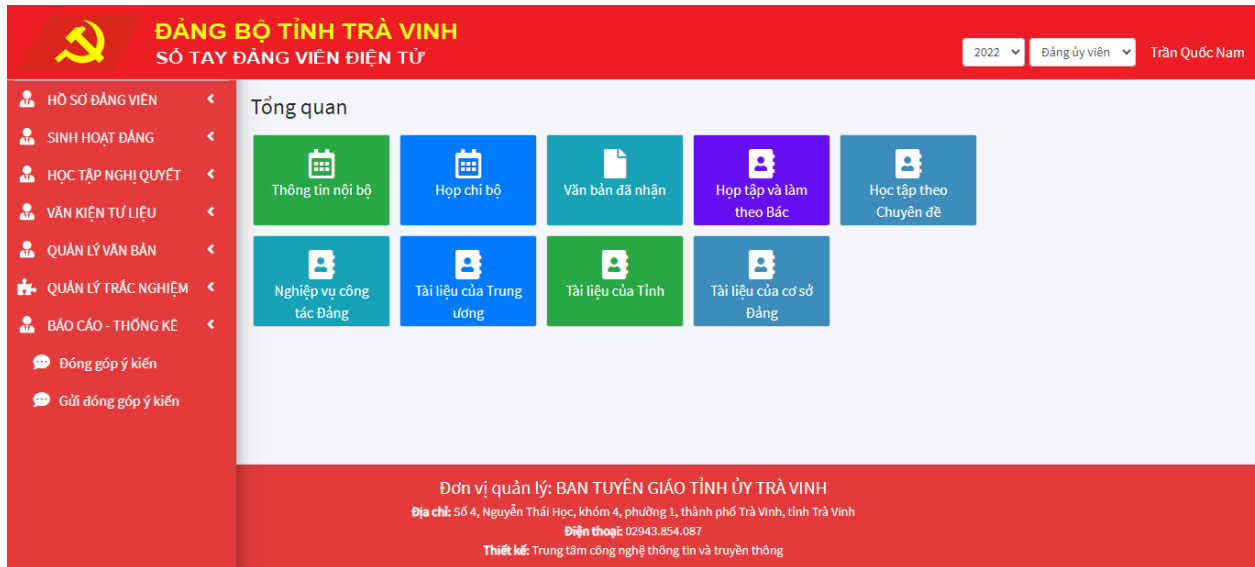 ĐẢNG BỘ TỈNH TRÀ VINH
SỔ TAY ĐẢNG VIÊN ĐIỆN TỬ
2022
Đảng ủy viên
Trần Quốc Nam
HỒ SƠ ĐẢNG VIÊN
SINH HOẠT ĐẢNG
HỌC TẬP NGHỊ QUYẾT
VĂN KIỆN TƯ LIỆU
QUẢN LÝ VĂN BẢN
QUẢN LÝ TRẮC NGHIỆM
BÁO CÁO - THỐNG KÊ
Đóng góp ý kiến
Gửi đóng góp ý kiến
Tổng quan
Thông tin nội bộ
Họp chi bộ
Văn bản đã nhận
Họp tập và làm
theo Bác
Học tập theo
Chuyên đề
Nghiệp vụ công
tác Đảng
Tài liệu của Trung
ương
Tài liệu của Tỉnh
Tài liệu của cơ sở
Đảng
Đơn vị quản lý: BAN TUYÊN GIÁO TỈNH ỦY TRÀ VINH
Địa chỉ: Số 4, Nguyễn Thái Học, khóm 4, phường 1, thành phố Trà Vinh, tỉnh Trà Vinh
Điện thoại: 02943.854.087
Thiết kế: Trung tâm công nghệ thông tin và truyền thông